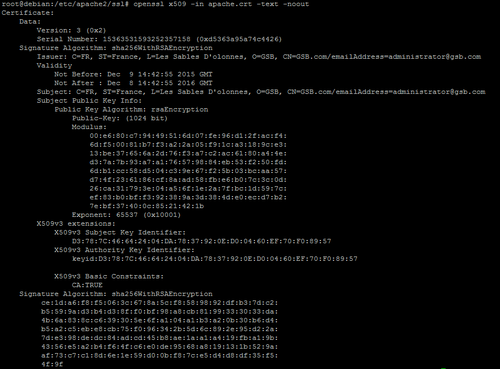 root@debian:/etc/apache2/ssl# openssl x509 -in apache.crt -text -noout
Certificate:
Data:
Version: 3 (0x2)
Serial Number: 15363531593252357158 (0xd5363a95a74c4426)
Signature Algorithm: sha256WithRSAEncryption
Issuer: C=FR, ST=France, L=Les Sables D'olonnes, O=GSB, CN=GSB.com/emailAddress=administrator@gsb.com
Validity
Not Before: Dec 9 14:42:55 2015 GMT
Not After : Dec 8 14:42:55 2016 GMT
Subject: C=FR, ST=France, L=Les Sables D'olonnes, O=GSB, CN=GSB.com/emailAddress=administrator@gsb.com
Subject Public Key Info:
Public Key Algorithm: rsaEncryption
Public-Key: (1024 bit)
Modulus:
00:e6:80:c7:94:49:51:6d:07:fe:96:d1:2f:ac:f4:
6d:f5:00:81:b7:f3:a2:2a:05:f9:1c:a3:18:9c:e3:
13:be:37:65:6a:2d:76:f3:a7:c2:ac:61:80:a4:4e:
d3:7a:7b:93:a7:a1:76:57:98:84:eb:53:f2:50:fd:
6d:b1:cc:58:d5:04:c3:9e:67:f2:5b:03:bc:aa:57:
d7:4f:23:61:86:cf:8a:ad:58:fb:e6:b0:7c:3c:0d:
26:ca:31:79:3e:04:a5:6f:1e:2a:7f:bc:1d:59:7c:
ef:83:b0:bf:f3:92:38:9a:3d:38:4d:e0:ec:d7:b2:
7e:bf:37:40:0c:85:21:42:1b
Exponent: 65537 (0x10001)
X509v3 extensions:
X509v3 Subject Key Identifier:
D3:78:7C:46:64:24:04:DA:78:37:92:0E:D0:04:60:EF:70:F0:89:57
X509v3 Authority Key Identifier:
keyid:D3:78:7C:46:64:24:04:DA:78:37:92:0E:D0:04:60:EF:70:F0:89:57
X509v3 Basic Constraints:
CA:TRUE
Signature Algorithm: sha256WithRSAEncryption
ce:1d:a6:f8:f5:06:3c:67:8a:5c:f8:58:98:92:df:b3:7d:c2:
b5:59:9a:d3:b4:d3:8f:f0:bf:98:a8:cb:81:99:33:30:33:da:
4b:6a:83:8c:c6:39:30:5e:6f:a1:04:a1:b3:a2:0b:30:b6:d4:
b5:a2:c5:eb:e8:cb:75:f0:96:34:2b:5d:6c:89:2e:95:d2:2a:
7d:e3:98:de:dc:84:ad:cd:45:b8:ae:1a:a1:a4:19:fb:a1:9b:
43:56:e5:a2:b4:f6:4f:c6:e0:de:95:68:a8:19:13:1b:52:9a:
af:73:c7:c1:8d:6e:1e:59:d0:0b:f8:7c:e5:d4:d8:df:35:f5:
4f:9f